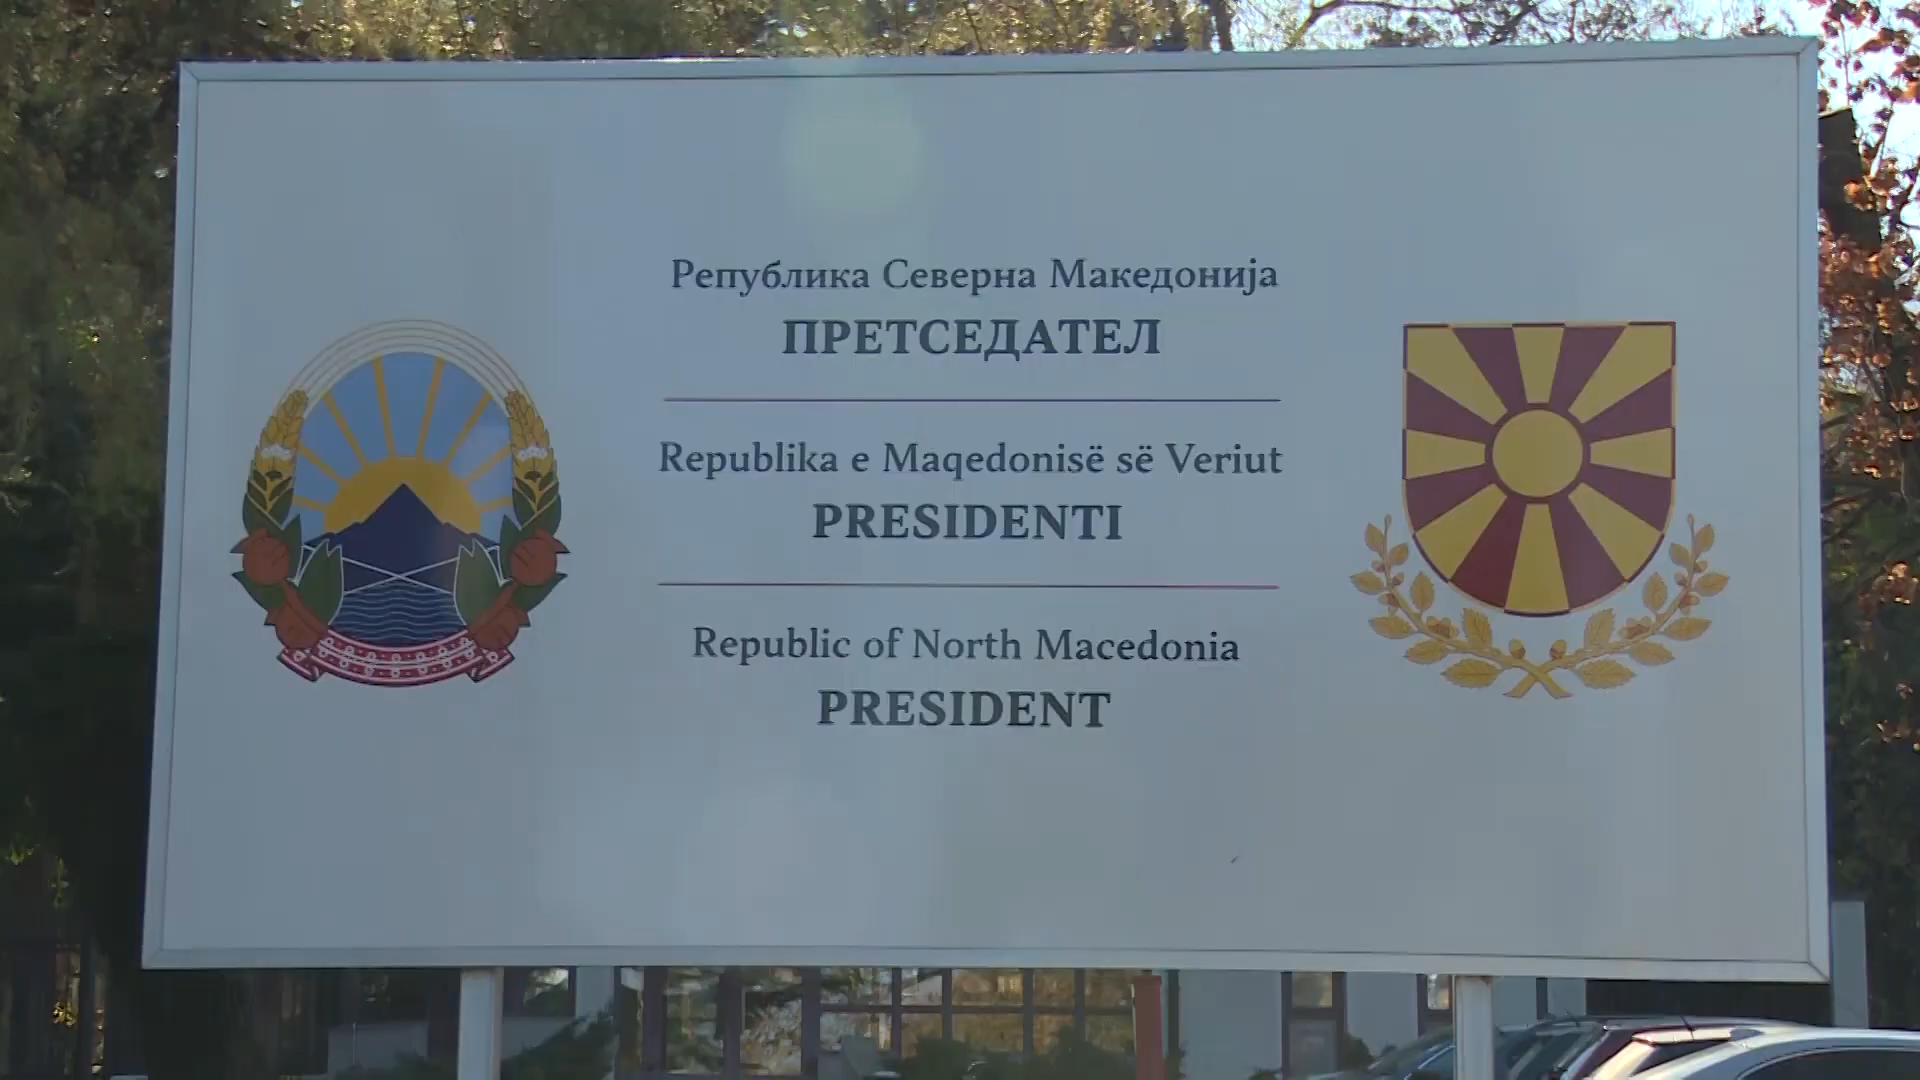 Република Северна Македонија
ПРЕТСЕДАТЕЛ
Republika e Maqedonisë së Veriut
PRESIDENTI
Republic of North Macedonia
PRESIDENT